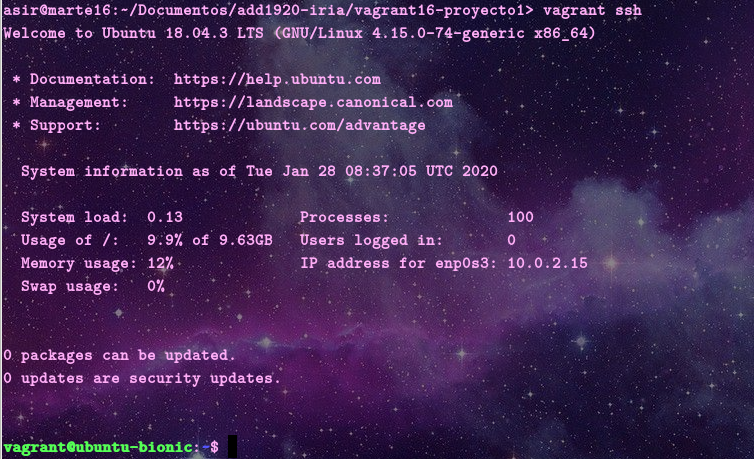 asir@marte16:~/Documentos/add1920-iria/vagrant16-proyecto1> vagrant ssh
Welcome to Ubuntu 18.04.3 LTS (GNU/Linux 4.15.0-74-generic x86_64)
* Documentation: https://help.ubuntu.com
* Management: https://landscape.canonical.com
* Support: https://ubuntu.com/advantage
System information as of Tue Jan 28 08:37:05 UTC 2020
System load: 0.13 Processes: 100
Usage of /: 9.9% of 9.63GB Users logged in: 0
Memory usage: 12% IP address for enp0s3: 10.0.2.15
Swap usage: 0%
0 packages can be updated.
0 updates are security updates.
vagrant@ubuntu-bionic:~$